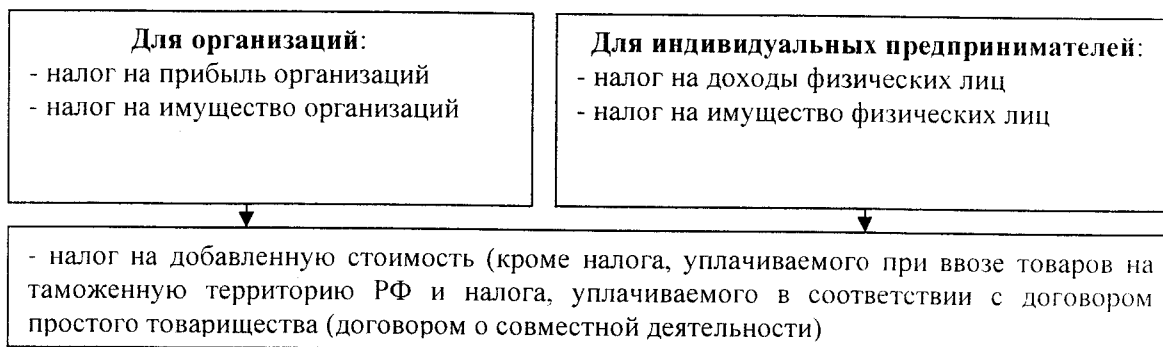 Для организаций:
- налог на прибыль организаций
- налог на имущество организаций
Для индивидуальных предпринимателей:
- налог на доходы физических лиц
- налог на имущество физических лиц
- налог на добавленную стоимость (кроме налога, уплачиваемого при ввозе товаров на
таможенную территорию РФ и налога, уплачиваемого в соответствии с договором
простого товарищества (договором о совместной деятельности)